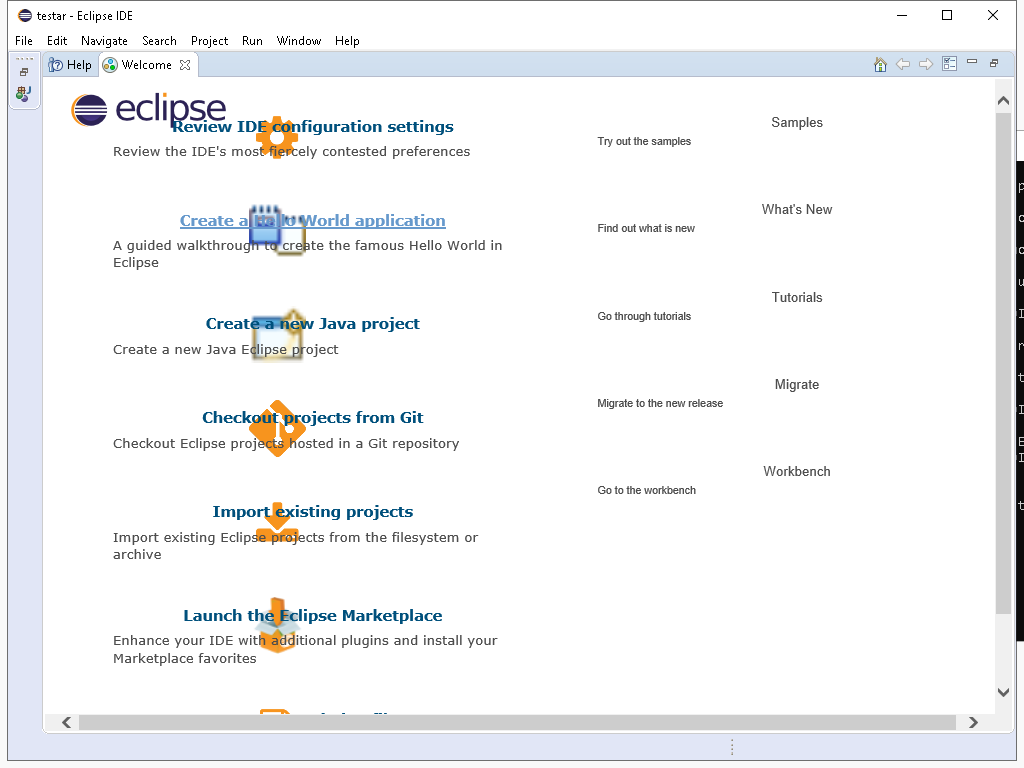 testar - Eclipse IDE
File Edit Navigate Search Project Run Window Help
Help Welcome
eclipse
Review IDE configuration settings
Review the IDE's most fiercely contested preferences
Create a Hello World application
A guided walkthrough to create the famous Hello World in
Eclipse
Create a new Java project
Create a new Java Eclipse project
Checkout projects from Git
Checkout Eclipse projects hosted in a Git repository
Import existing projects
Import existing Eclipse projects from the filesystem or
archive
Launch the Eclipse Marketplace
Enhance your IDE with additional plugins and install your
Marketplace favorites
Samples
Try out the samples
What's New
Find out what is new
Tutorials
Go through tutorials
Migrate
Migrate to the new release
Workbench
Go to the workbench